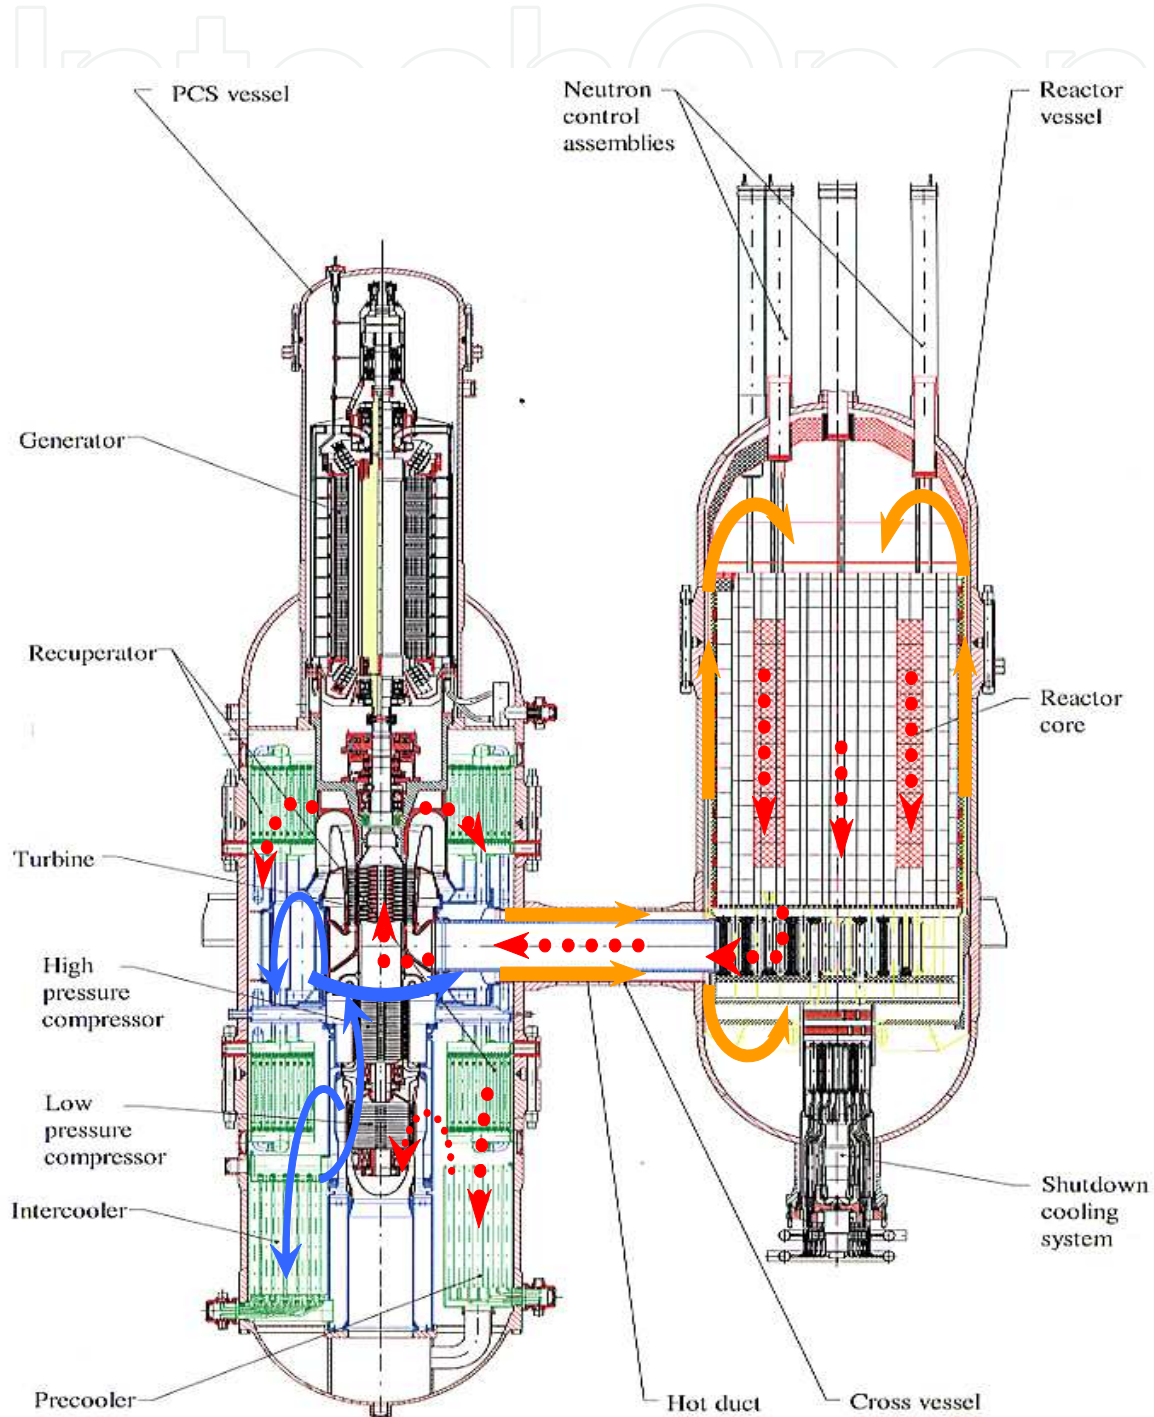 IntechOpen
PCS vessel
Neutron
control
assemblies
Reactor
vessel
Generator
Recuperator
Reactor
core
Turbine
High
pressure
compressor
Low
pressure
compressor
Intercooler
Shutdown
cooling
system
Precooler
Hot duct
Cross vessel